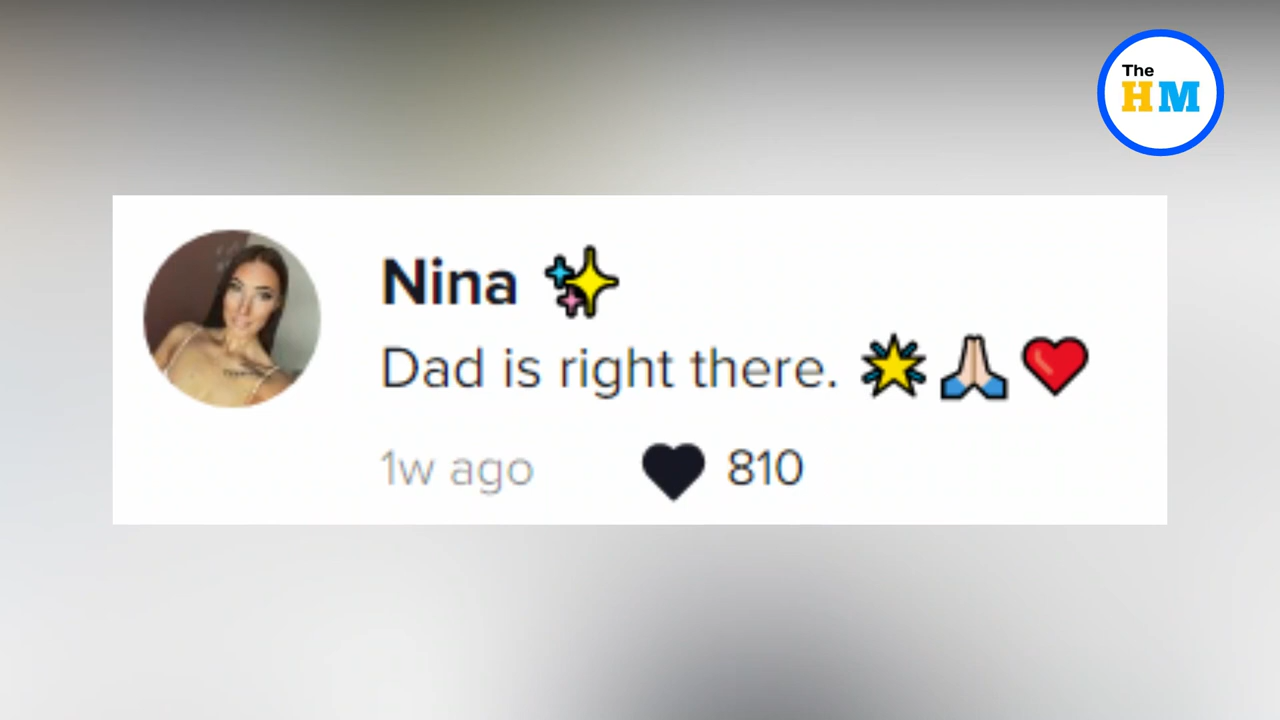 The
HM
Nina ✨
Dad is right there. 🌟🙏🏻❤️
1w ago 🖤 810